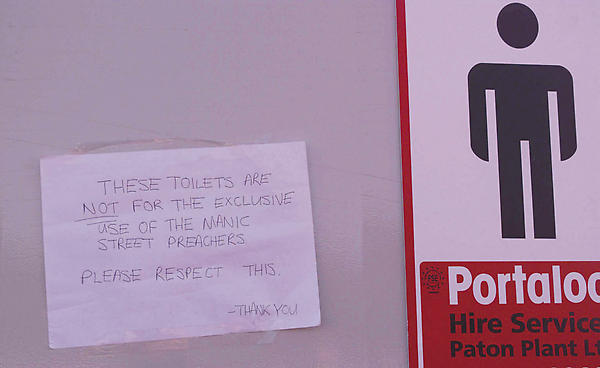 THESE TOILETS ARE
NOT FOR THE EXCLUSIVE
USE OF THE MANIC
STREET PREACHERS
PLEASE RESPECT THIS.
-THANK YOU
Portaloo
Hire Service
Paton Plant Lt